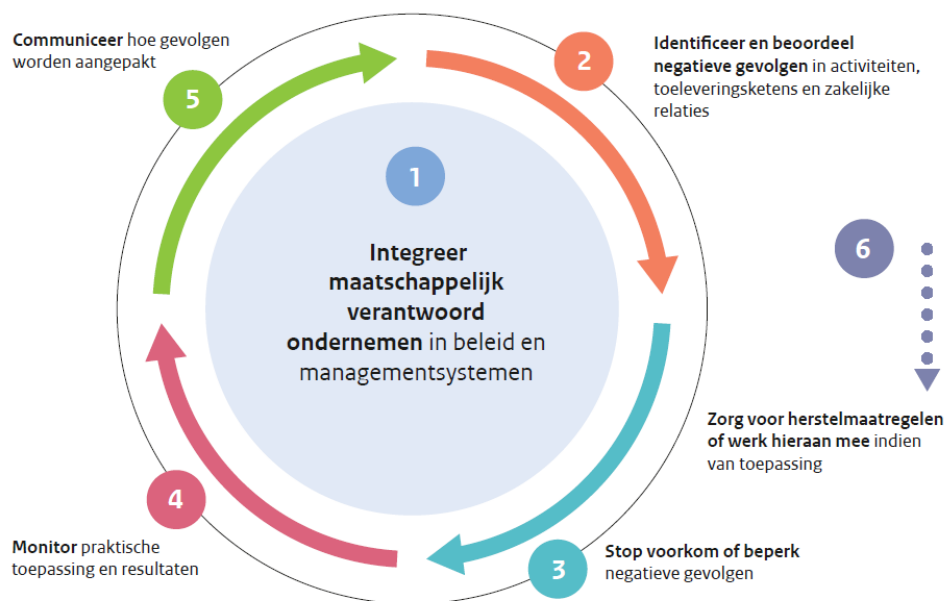 Communiceer hoe gevolgen
worden aangepakt
5
2
Identificeer en beoordeel
negatieve gevolgen in activiteiten,
toeleveringsketens en zakelijke
relaties
1
Integreer
maatschappelijk
verantwoord
ondernemen in beleid en
managementsystemen
6
Zorg voor herstelmaatregelen
of werk hieraan mee indien
van toepassing
4
Monitor praktische
toepassing en resultaten
3
Stop voorkom of beperk
negatieve gevolgen